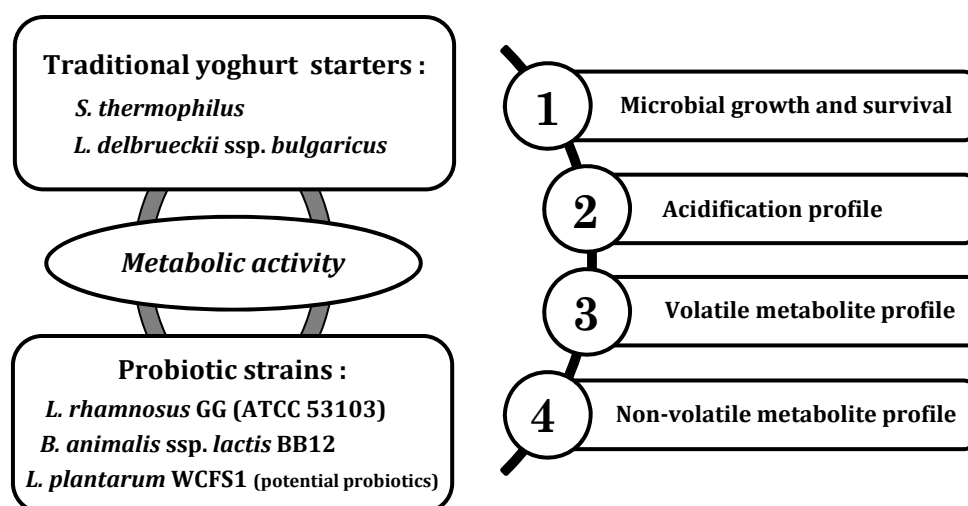 Traditional yoghurt starters :
S. thermophilus
L. delbrueckii ssp. bulgaricus
Metabolic activity
Probiotic strains :
L. rhamnosus GG (ATCC 53103)
B. animalis ssp. lactis BB12
L. plantarum WCFS1 (potential probiotics)
1 Microbial growth and survival
2 Acidification profile
3 Volatile metabolite profile
4 Non-volatile metabolite profile